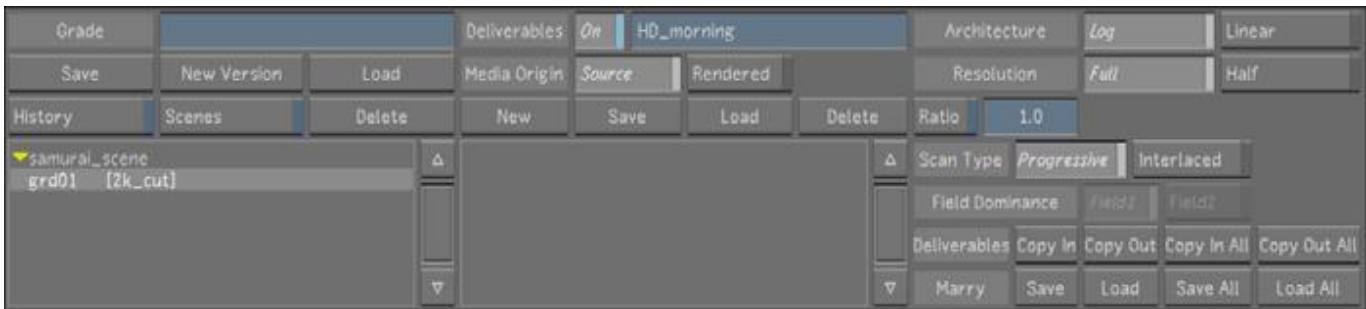 Grade Deliverables On HD_morning Architecture Log Linear
Save New Version Load Media Origin Source Rendered Resolution Full Half
History Scenes Delete New Save Load Delete Ratio 1.0
samurai_scene Scan Type Progressive Interlaced
grd01 [2k_cut]
Field Dominance Field1 Field2
Deliverables Copy In Copy Out Copy In All Copy Out All
Marry Save Load Save All Load All